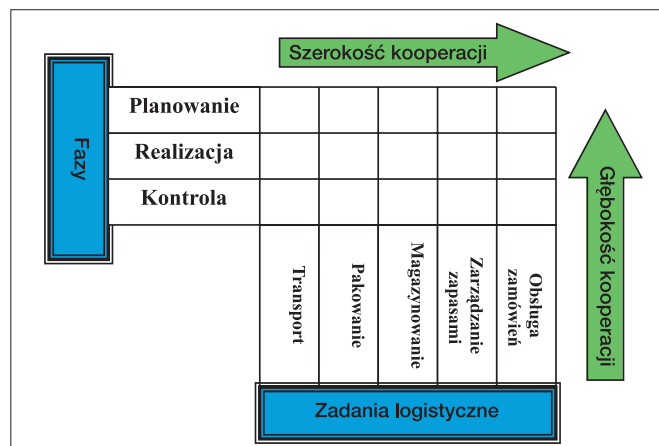 Szerokość kooperacji
Fazy
Planowanie
Realizacja
Kontrola
Głębokość kooperacji
Transport
Pakowanie
Magazynowanie
Zarządzanie
zapasami
Obsługa
zamówień
Zadania logistyczne